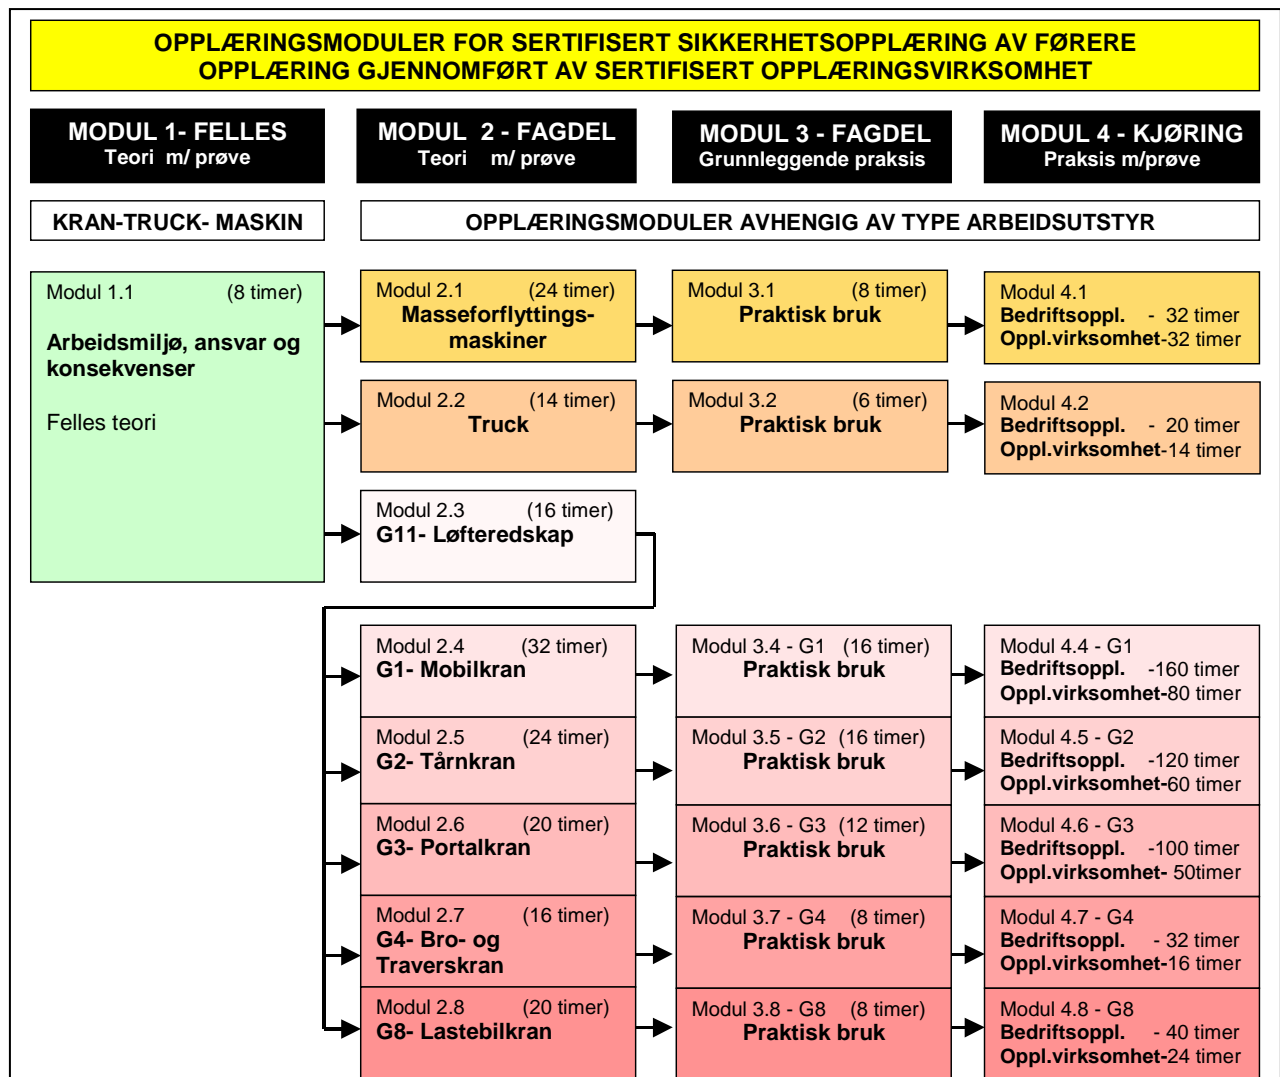 OPPLÆRINGSMODULER FOR SERTIFISERT SIKKERHETSOPPLÆRING AV FØRERE
OPPLÆRING GJENNOMFØRT AV SERTIFISERT OPPLÆRINGSVIRKSOMHET
MODUL 1- FELLES
Teori m/ prøve
MODUL 2 - FAGDEL
Teori m/ prøve
MODUL 3 - FAGDEL
Grunnleggende praksis
MODUL 4 - KJØRING
Praksis m/prøve
KRAN-TRUCK- MASKIN
OPPLÆRINGSMODULER AVHENGIG AV TYPE ARBEIDSUTSTYR
Modul 1.1 (8 timer)
Arbeidsmiljø, ansvar og
konsekvenser
Felles teori
Modul 2.1 (24 timer)
Masseforflyttings-
maskiner
Modul 3.1 (8 timer)
Praktisk bruk
Modul 4.1
Bedriftsoppl. - 32 timer
Oppl.virksomhet-32 timer
Modul 2.2 (14 timer)
Truck
Modul 3.2 (6 timer)
Praktisk bruk
Modul 4.2
Bedriftsoppl. - 20 timer
Oppl.virksomhet-14 timer
Modul 2.3 (16 timer)
G11- Løfteredskap
Modul 2.4 (32 timer)
G1- Mobilkran
Modul 3.4 - G1 (16 timer)
Praktisk bruk
Modul 4.4 - G1
Bedriftsoppl. -160 timer
Oppl.virksomhet-80 timer
Modul 2.5 (24 timer)
G2- Tårnkran
Modul 3.5 - G2 (16 timer)
Praktisk bruk
Modul 4.5 - G2
Bedriftsoppl. -120 timer
Oppl.virksomhet-60 timer
Modul 2.6 (20 timer)
G3- Portalkran
Modul 3.6 - G3 (12 timer)
Praktisk bruk
Modul 4.6 - G3
Bedriftsoppl. -100 timer
Oppl.virksomhet- 50timer
Modul 2.7 (16 timer)
G4- Bro- og
Traverskran
Modul 3.7 - G4 (8 timer)
Praktisk bruk
Modul 4.7 - G4
Bedriftsoppl. - 32 timer
Oppl.virksomhet-16 timer
Modul 2.8 (20 timer)
G8- Lastebilkran
Modul 3.8 - G8 (8 timer)
Praktisk bruk
Modul 4.8 - G8
Bedriftsoppl. - 40 timer
Oppl.virksomhet-24 timer